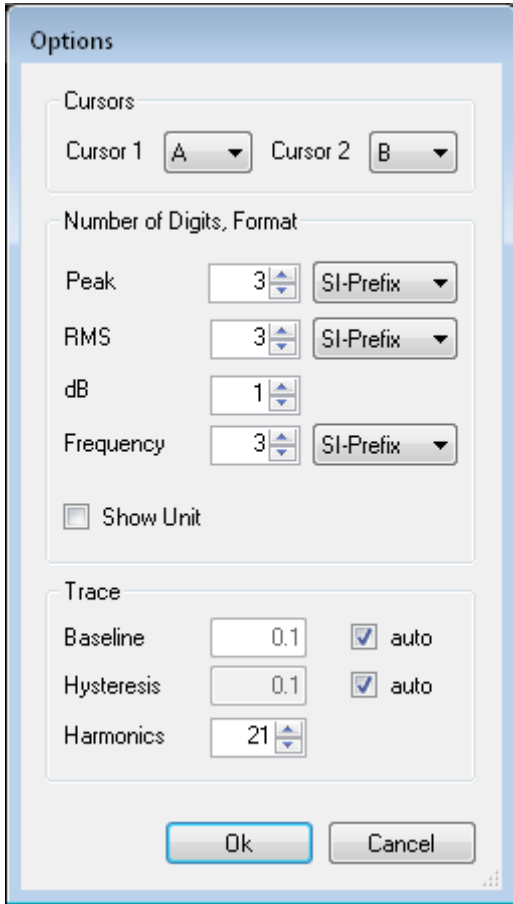 Options
Cursors
Cursor 1 A Cursor 2 B
Number of Digits, Format
Peak 3 SI-Prefix
RMS 3 SI-Prefix
dB 1
Frequency 3 SI-Prefix
Show Unit
Trace
Baseline 0.1 auto
Hysteresis 0.1 auto
Harmonics 21
Ok Cancel